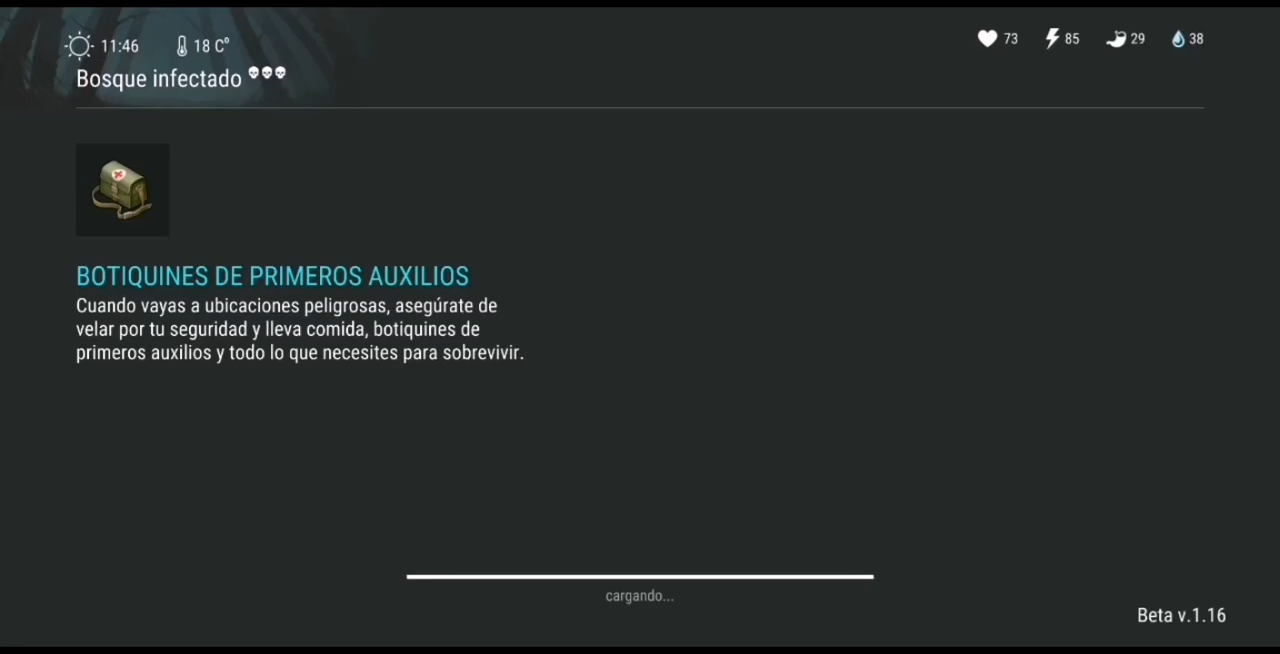 11:46 18 C° 73 85 29 38
Bosque infectado
BOTIQUINES DE PRIMEROS AUXILIOS
Cuando vayas a ubicaciones peligrosas, asegúrate de
velar por tu seguridad y lleva comida, botiquines de
primeros auxilios y todo lo que necesites para sobrevivir.
cargando...
Beta v.1.16